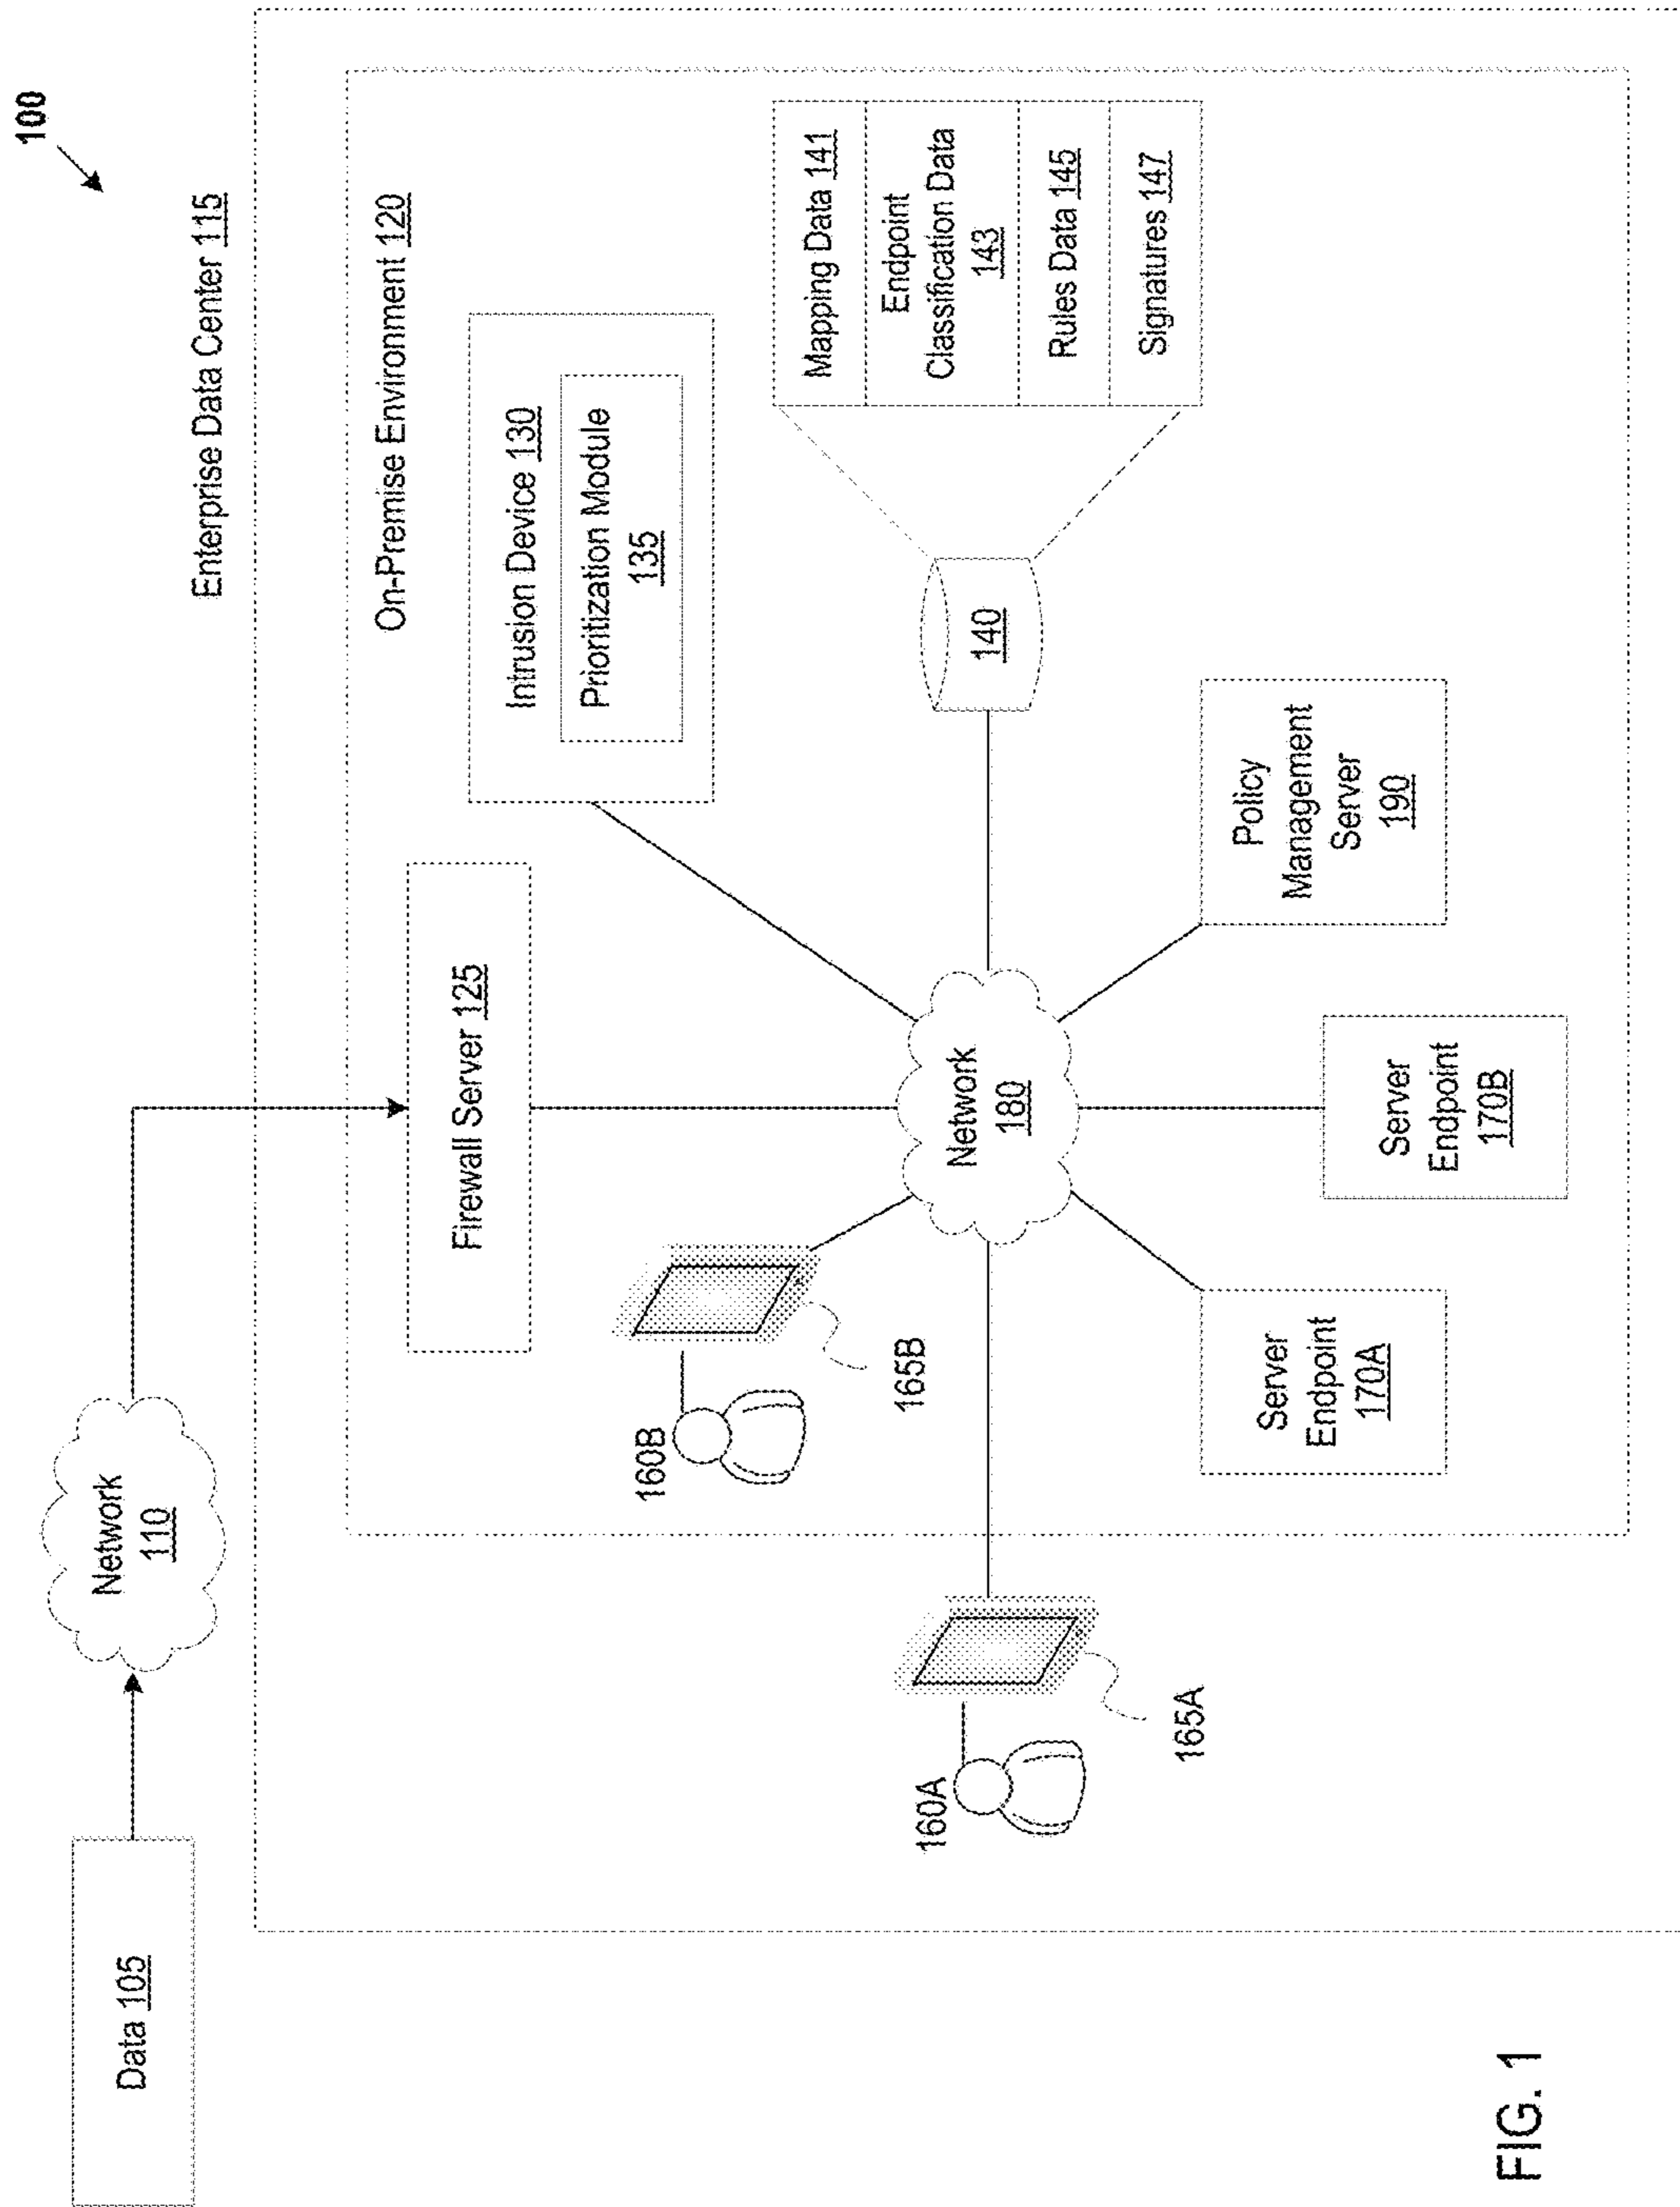 100
Data 105
Network
110
Enterprise Data Center 115
On-Premise Environment 120
Firewall Server 125
Intrusion Device 130
Prioritization Module
135
160B
165B
160A
165A
Network
180
140
Mapping Data 141
Endpoint
Classification Data
143
Rules Data 145
Signatures 147
Server
Endpoint
170A
Server
Endpoint
170B
Policy
Management
Server
190
FIG. 1